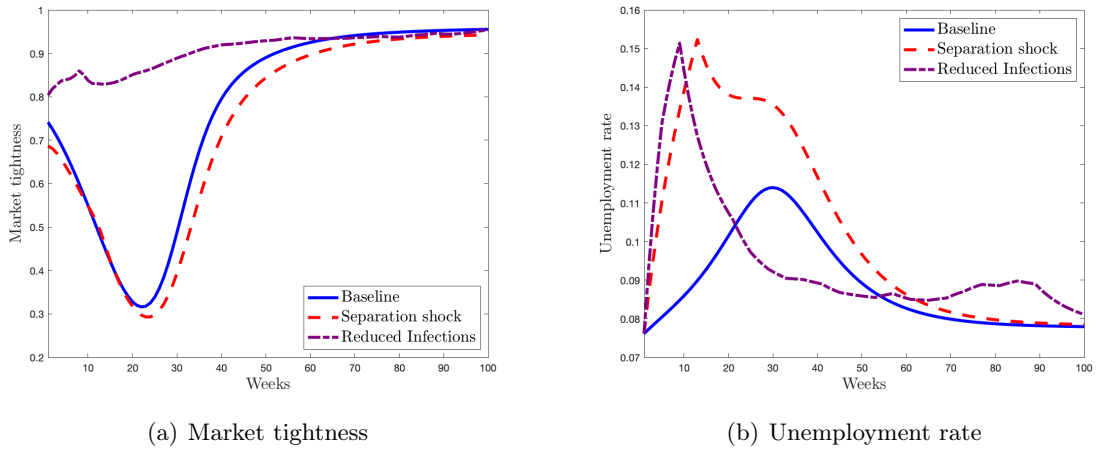 1
0.9
0.8
0.7
0.6
0.5
0.4
0.3
0.2
Market tightness
10 20 30 40 50 60 70 80 90 100
Weeks
Baseline
Separation shock
Reduced Infections
(a) Market tightness
0.16
0.15
0.14
0.13
0.12
0.11
0.1
0.09
0.08
0.07
Unemployment rate
10 20 30 40 50 60 70 80 90 100
Weeks
Baseline
Separation shock
Reduced Infections
(b) Unemployment rate